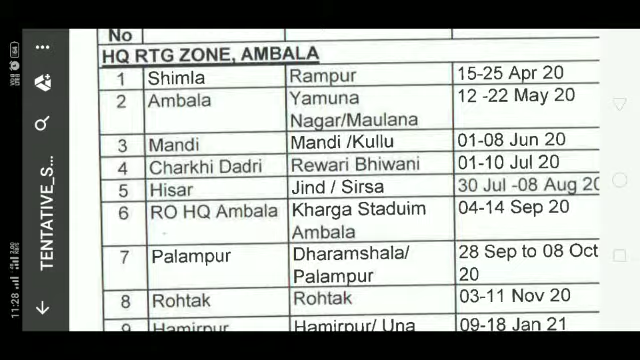 No
HQ RTG ZONE, AMBALA
1 Shimla Rampur 15-25 Apr 20
2 Ambala Yamuna 12 -22 May 20
Nagar/Maulana
3 Mandi Mandi /Kullu 01-08 Jun 20
4 Charkhi Dadri Rewari Bhiwani 01-10 Jul 20
5 Hisar Jind / Sirsa 30 Jul -08 Aug 20
6 RO HQ Ambala Kharga Staduim 04-14 Sep 20
Ambala
7 Palampur Dharamshala/ 28 Sep to 08 Oct
Palampur 20
8 Rohtak Rohtak 03-11 Nov 20
9 Hamirpur Hamirpur/ Una 09-18 Jan 21
TENTATIVE_S
11:28